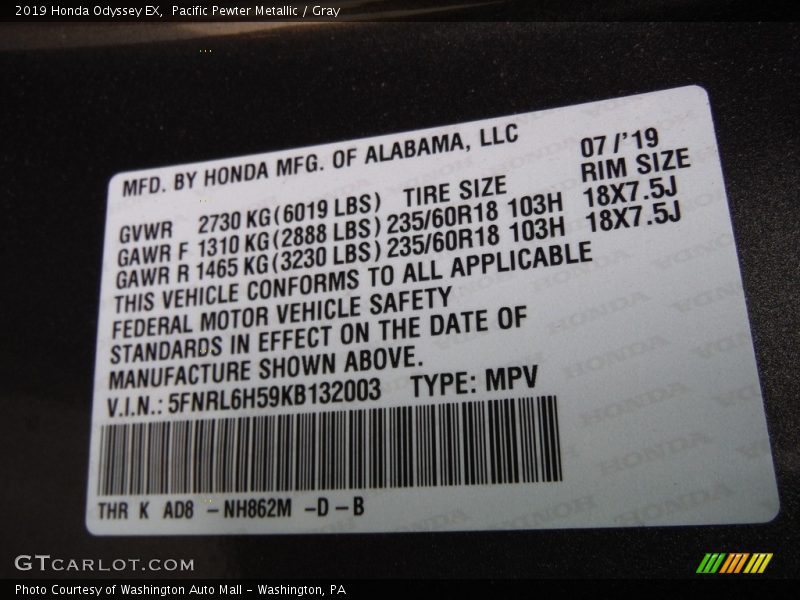 2019 Honda Odyssey EX,  Pacific Pewter Metallic / Gray
MFD. BY HONDA MFG. OF ALABAMA, LLC 07/'19
GVWR 2730 KG(6019 LBS) TIRE SIZE RIM SIZE
GAWR F 1310 KG(2888 LBS) 235/60R18 103H 18X7.5J
GAWR R 1465 KG(3230 LBS) 235/60R18 103H 18X7.5J
THIS VEHICLE CONFORMS TO ALL APPLICABLE
FEDERAL MOTOR VEHICLE SAFETY
STANDARDS IN EFFECT ON THE DATE OF
MANUFACTURE SHOWN ABOVE.
V.I.N.: 5FNRL6H59KB132003 TYPE: MPV
THR K AD8 -NH862M -D-B
GTCARLOT.COM
Photo Courtesy of Washington Auto Mall - Washington, PA